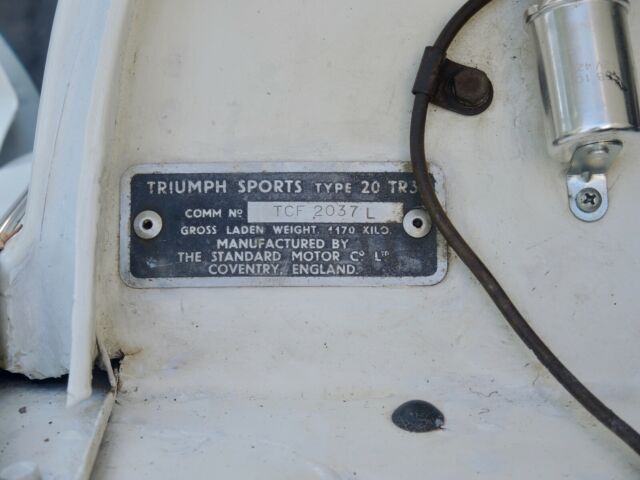 TRIUMPH SPORTS TYPE 20 TR3
COMM Nº TCF 2037 L
GROSS LADEN WEIGHT. 1170 KILO.
MANUFACTURED BY
THE STANDARD MOTOR Cº LTD
COVENTRY, ENGLAND.